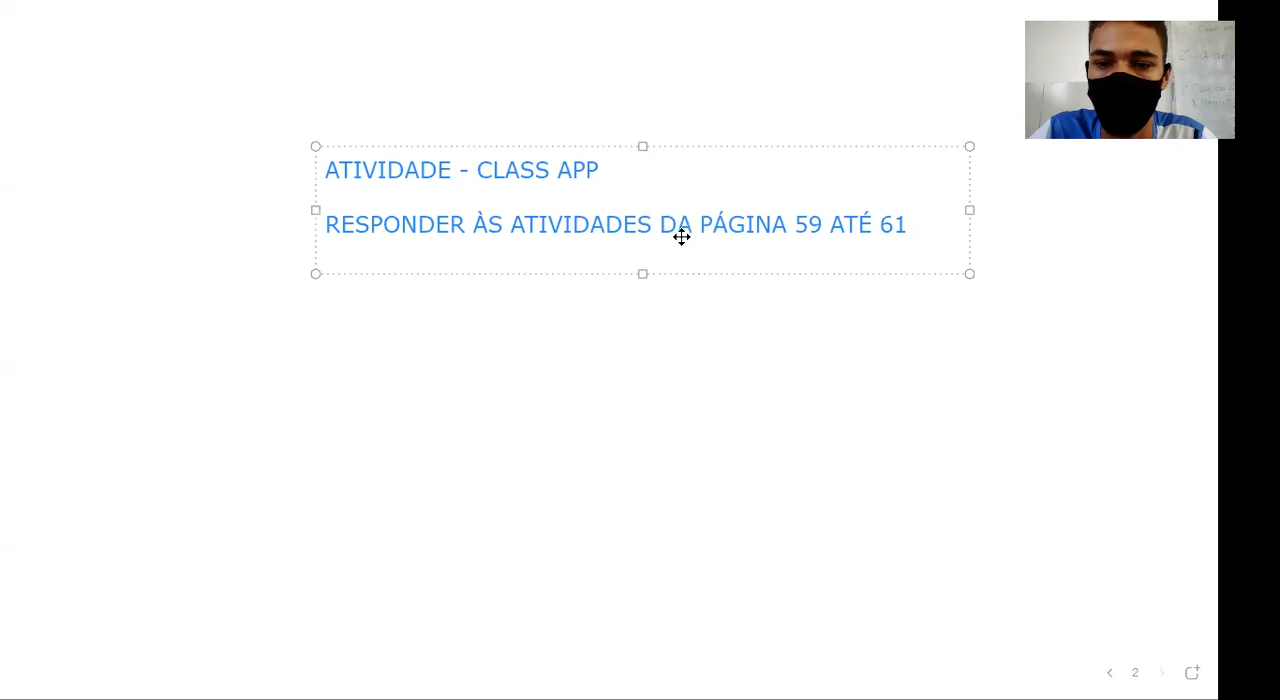 ATIVIDADE - CLASS APP
RESPONDER ÀS ATIVIDADES DA PÁGINA 59 ATÉ 61
2